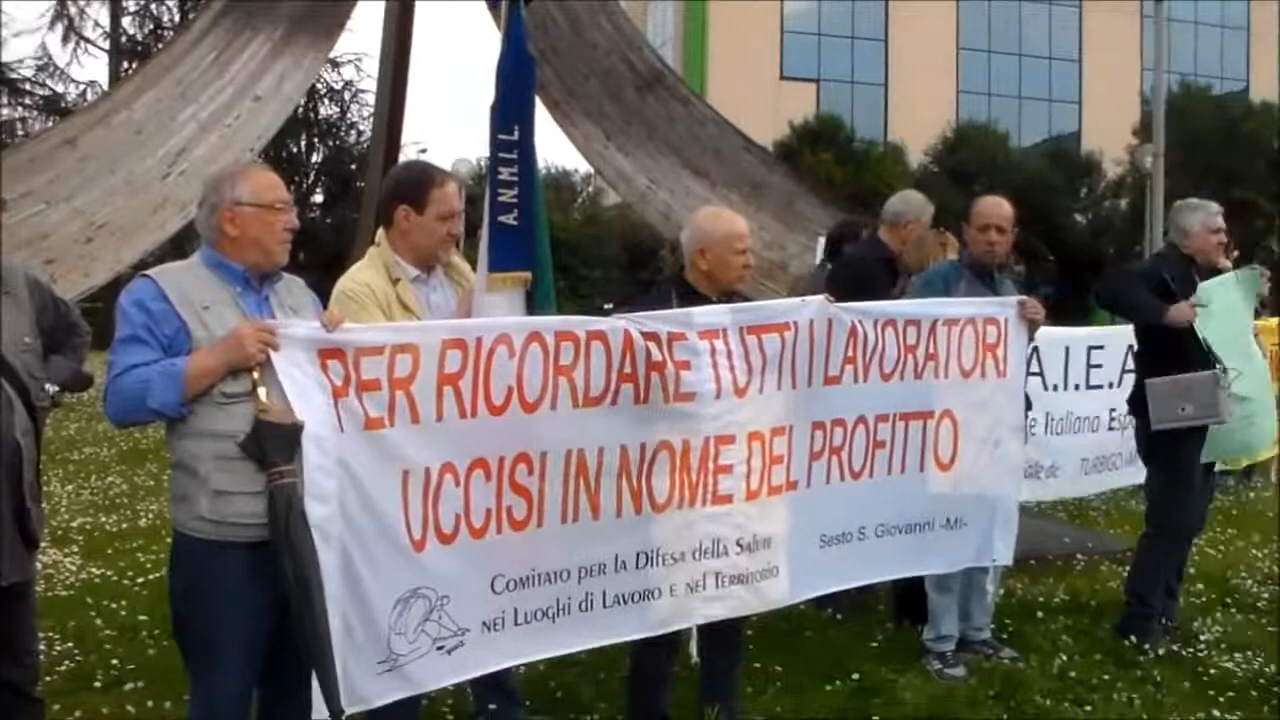 A.N.M.I.L.
PER RICORDARE TUTTI I LAVORATORI
UCCISI IN NOME DEL PROFITTO
Comitato per la Difesa della Salute
nei Luoghi di Lavoro e nel Territorio
Sesto S. Giovanni -MI-
A.I.E.A
e Italiana Esp
TURBIGO